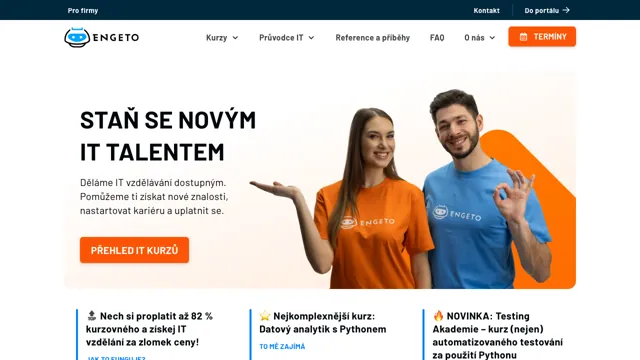 Pro firmy
Kontakt
Do portálu
ENGETO
Kurzy
Průvodce IT
Reference a příběhy
FAQ
O nás
TERMÍNY
STAŇ SE NOVÝM
IT TALENTEM
Děláme IT vzdělávání dostupným.
Pomůžeme ti získat nové znalosti,
nastartovat kariéru a uplatnit se.
PŘEHLED IT KURZŮ
ENGETO
ENGETO
Nech si proplatit až 82 %
kurzovného a získej IT
vzdělání za zlomek ceny!
JAK TO FUNGUJE?
Nejkomplexnější kurz:
Datový analytik s Pythonem
TO MĚ ZAJÍMÁ
NOVINKA: Testing
Akademie – kurz (nejen)
automatizovaného testování
za použití Pythonu